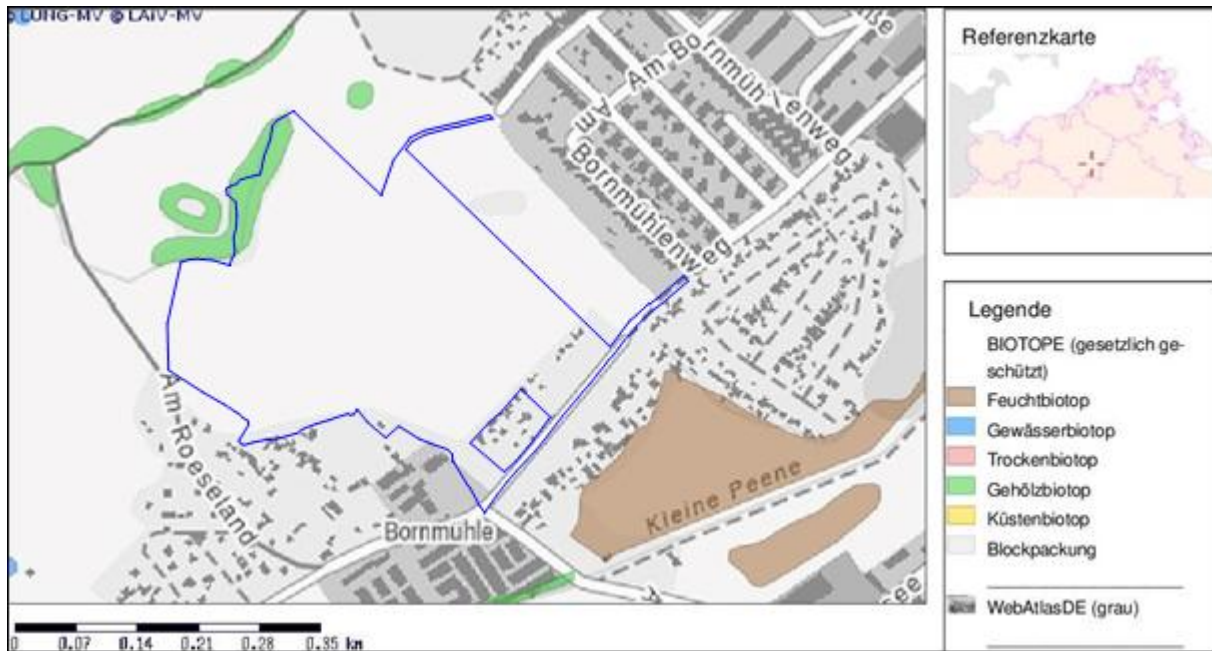 © LUNG-MV © LAiV-MV
Am Bornmühlenweg
Am Bornmühlenweg
Am-Roeseland
Kleine Peene
Bornmühle
0 0.07 0.14 0.21 0.28 0.35 km
Referenzkarte
Legende
BIOTOPE (gesetzlich ge-
schützt)
Feuchtbiotop
Gewässerbiotop
Trockenbiotop
Gehölzbiotop
Küstenbiotop
Blockpackung
WebAtlasDE (grau)